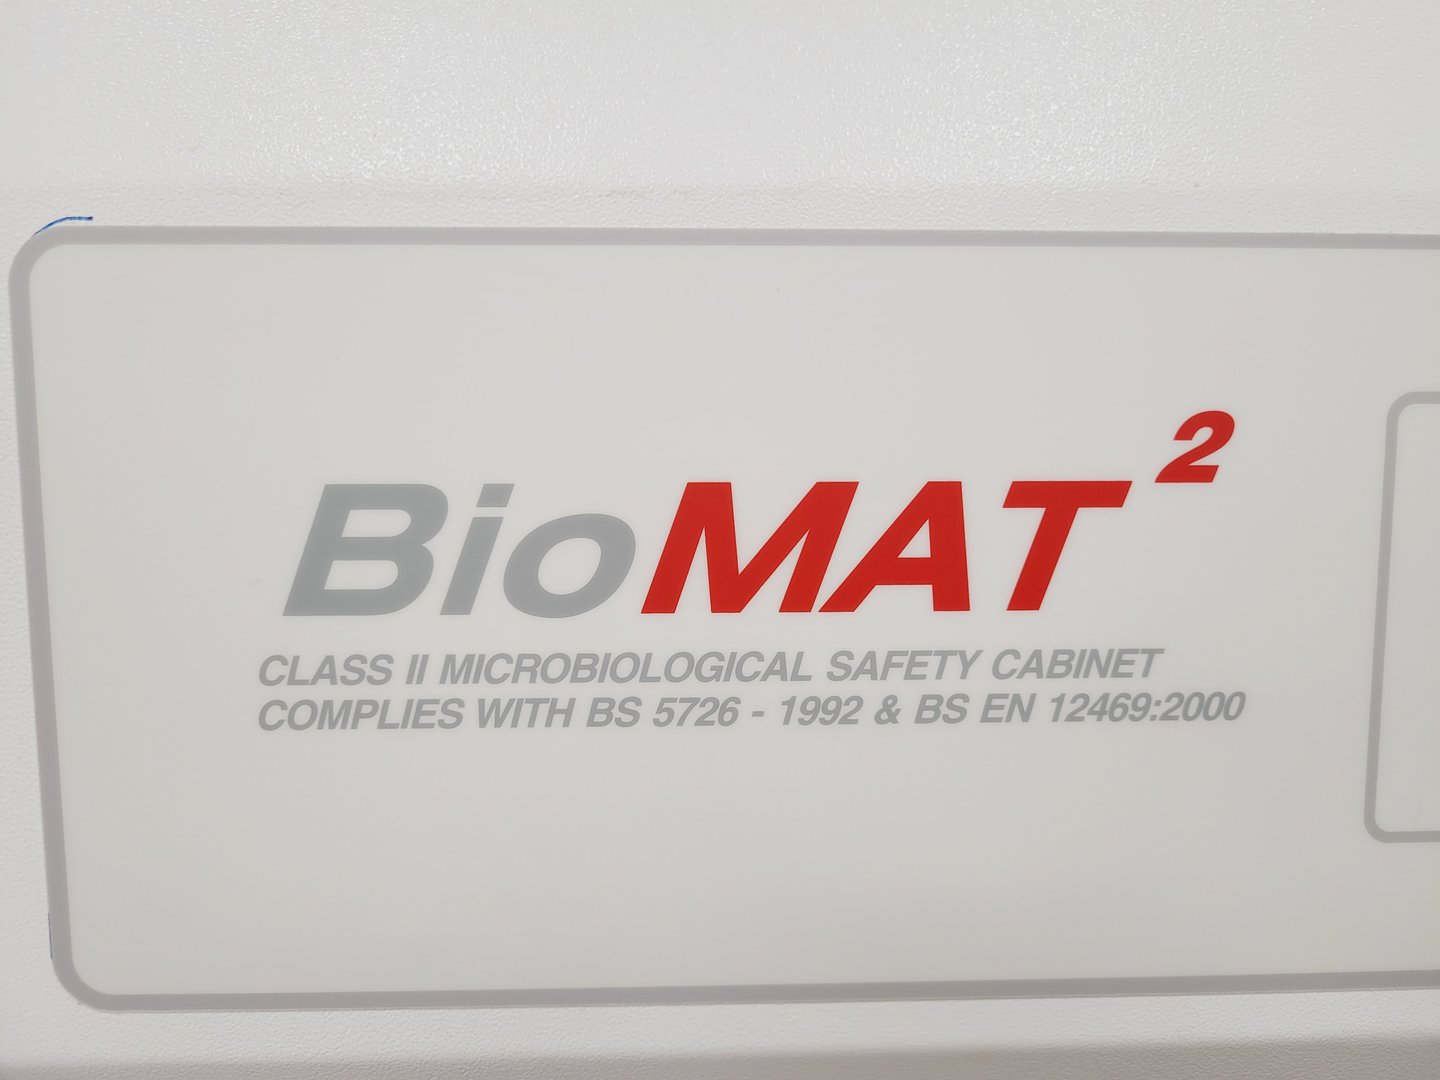 BioMAT²
CLASS II MICROBIOLOGICAL SAFETY CABINET
COMPLIES WITH BS 5726 - 1992 & BS EN 12469:2000